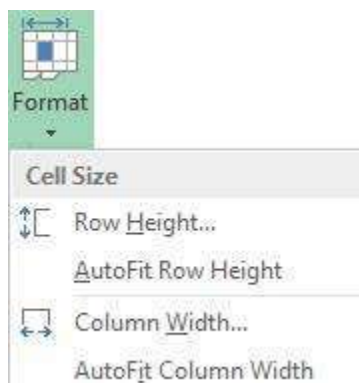 Format
Cell Size
Row Height...
AutoFit Row Height
Column Width...
AutoFit Column Width